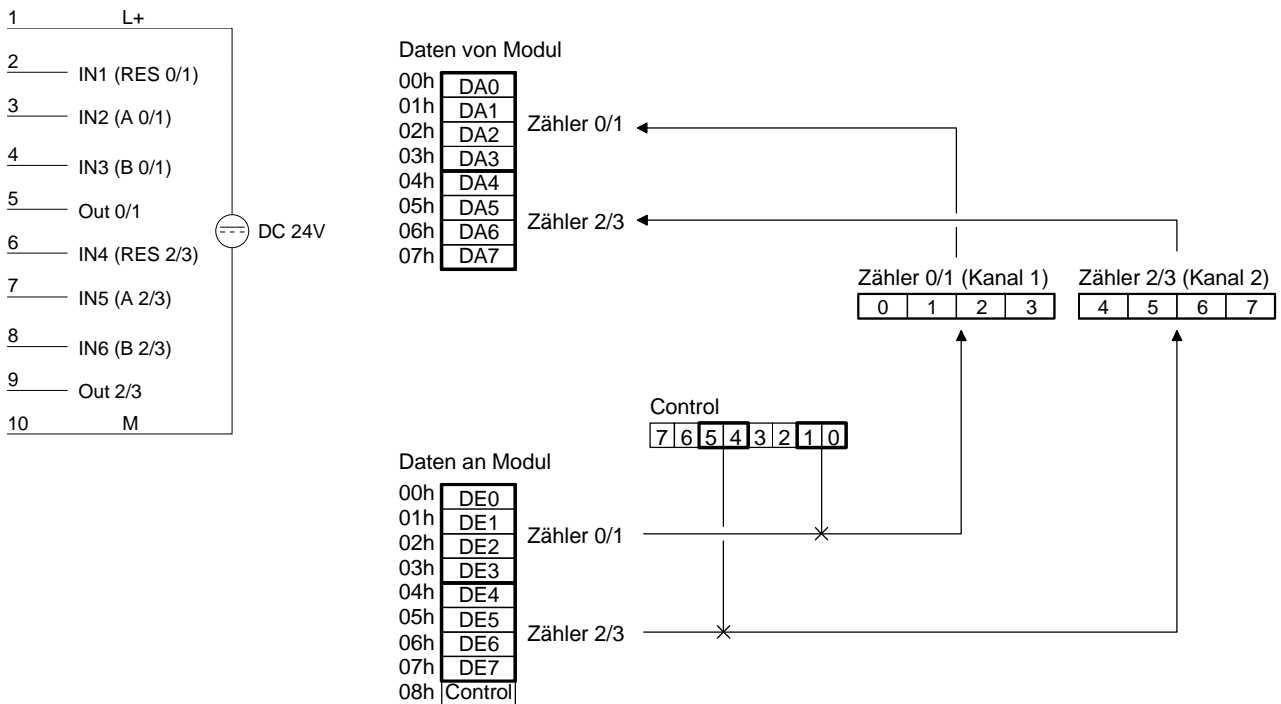 1 L+
2 IN1 (RES 0/1)
3 IN2 (A 0/1)
4 IN3 (B 0/1)
5 Out 0/1
6 IN4 (RES 2/3)
7 IN5 (A 2/3)
8 IN6 (B 2/3)
9 Out 2/3
10 M
DC 24V
Daten von Modul
00h DA0
01h DA1
02h DA2
03h DA3
Zähler 0/1
04h DA4
05h DA5
06h DA6
07h DA7
Zähler 2/3
Zähler 0/1 (Kanal 1)
0 1 2 3
Zähler 2/3 (Kanal 2)
4 5 6 7
Control
7 6 5 4 3 2 1 0
Daten an Modul
00h DE0
01h DE1
02h DE2
03h DE3
Zähler 0/1
04h DE4
05h DE5
06h DE6
07h DE7
Zähler 2/3
08h Control